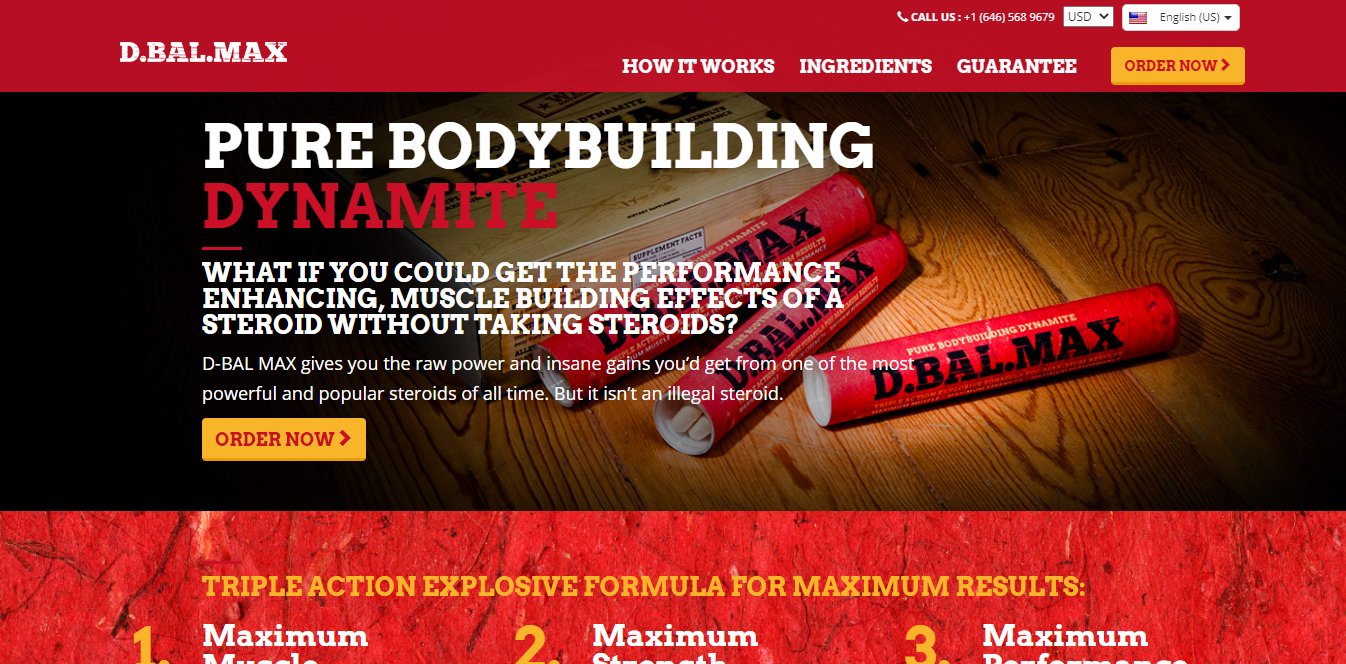 CALL US : +1 (646) 568 9679
USD
English (US)
D.BAL.MAX
HOW IT WORKS
INGREDIENTS
GUARANTEE
ORDER NOW
PURE BODYBUILDING
DYNAMITE
WHAT IF YOU COULD GET THE PERFORMANCE
ENHANCING, MUSCLE BUILDING EFFECTS OF A
STEROID WITHOUT TAKING STEROIDS?
D-BAL MAX gives you the raw power and insane gains you'd get from one of the most
powerful and popular steroids of all time. But it isn't an illegal steroid.
ORDER NOW
SUPPLEMENT FACTS
D.BAL.MAX
D.BAL.MAX
PURE BODYBUILDING DYNAMITE
D.BAL.MAX
TRIPLE ACTION EXPLOSIVE FORMULA FOR MAXIMUM RESULTS:
1. Maximum
Muscle
2. Maximum
Strength
3. Maximum
Performance